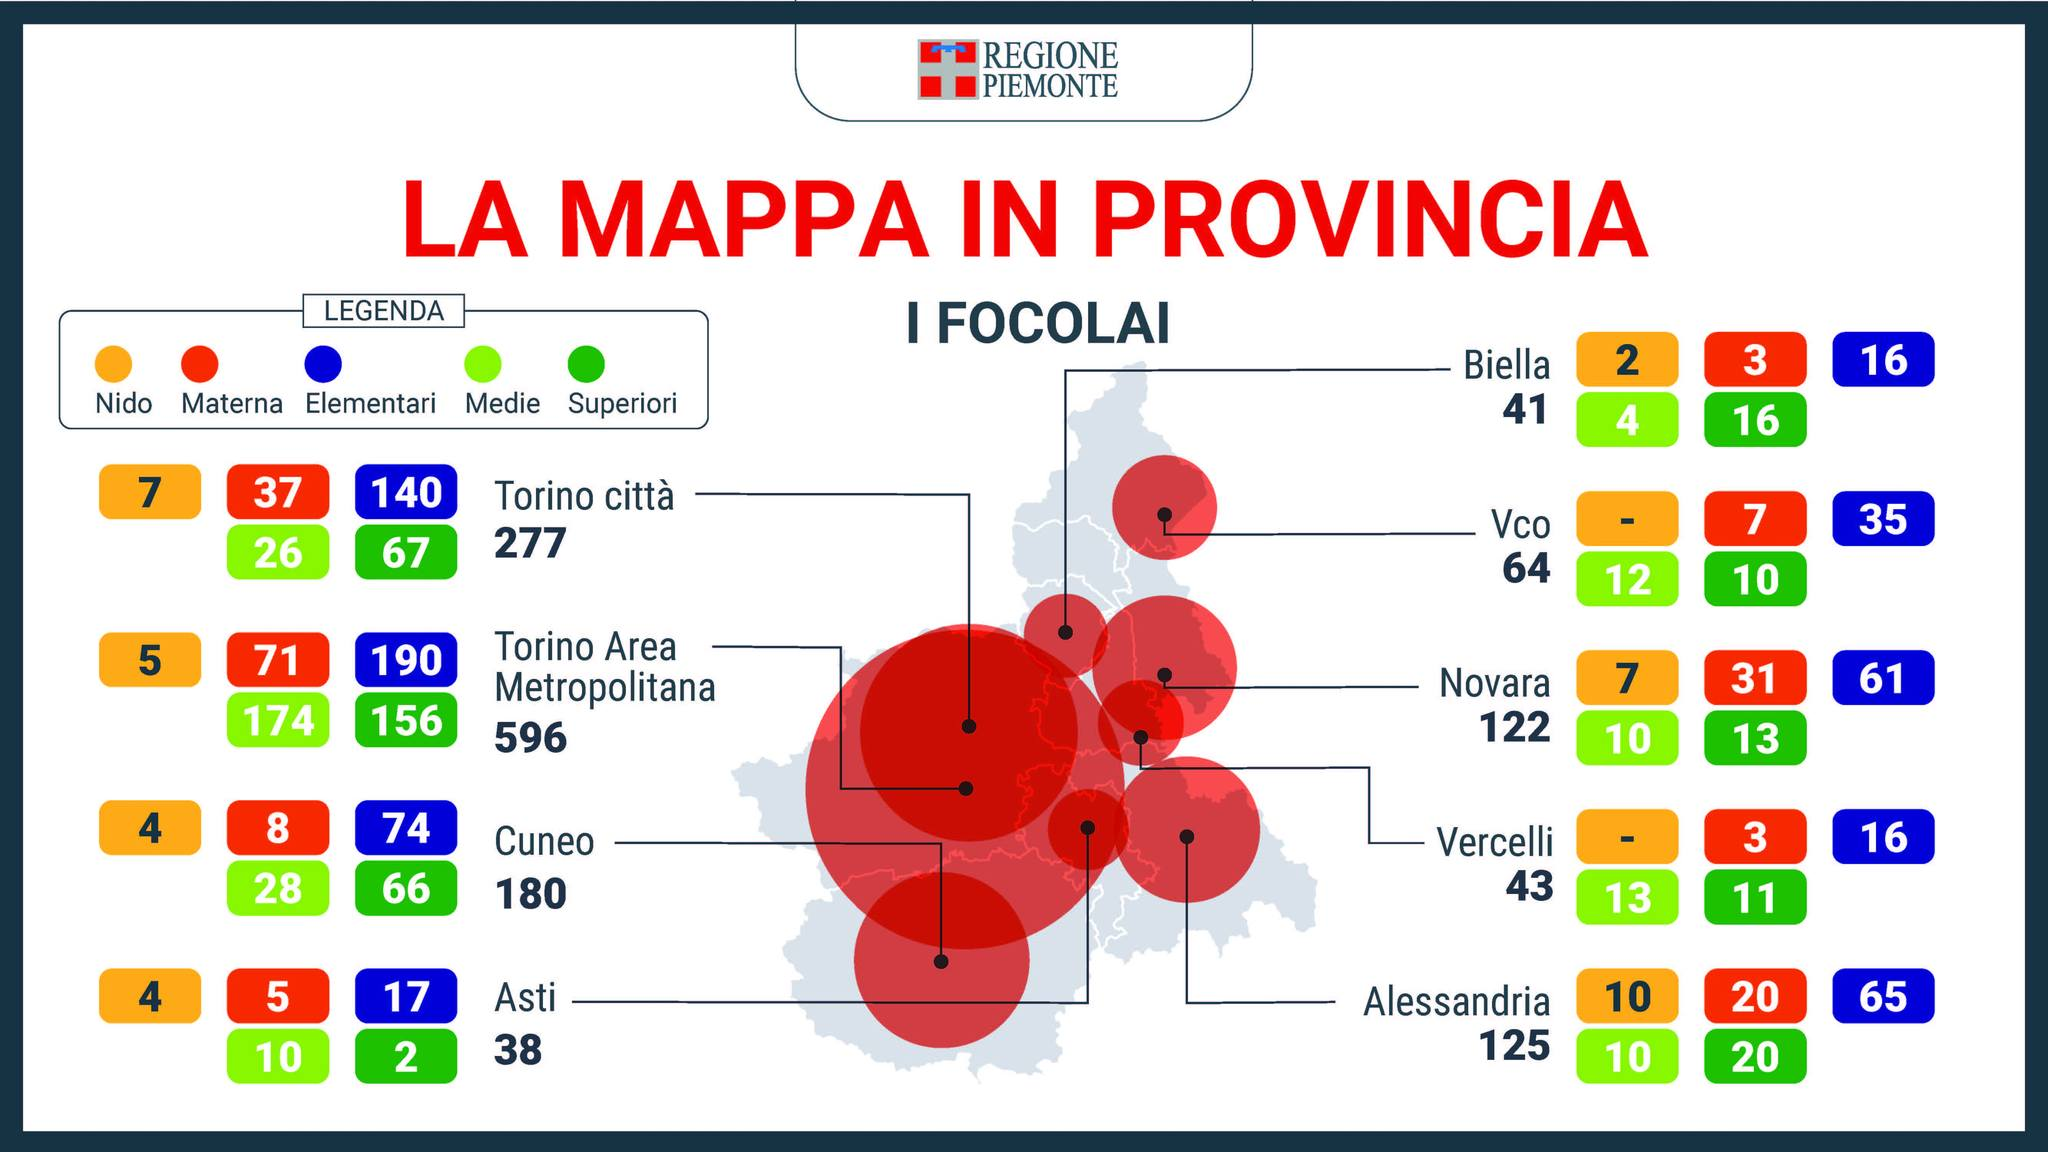 REGIONE
PIEMONTE
LA MAPPA IN PROVINCIA
I FOCOLAI
LEGENDA
Nido Materna Elementari Medie Superiori
7 37 140
26 67
Torino città
277
5 71 190
174 156
Torino Area
Metropolitana
596
4 8 74
28 66
Cuneo
180
4 5 17
10 2
Asti
38
Biella
41
2 3 16
4 16
Vco
64
- 7 35
12 10
Novara
122
7 31 61
10 13
Vercelli
43
- 3 16
13 11
Alessandria
125
10 20 65
10 20